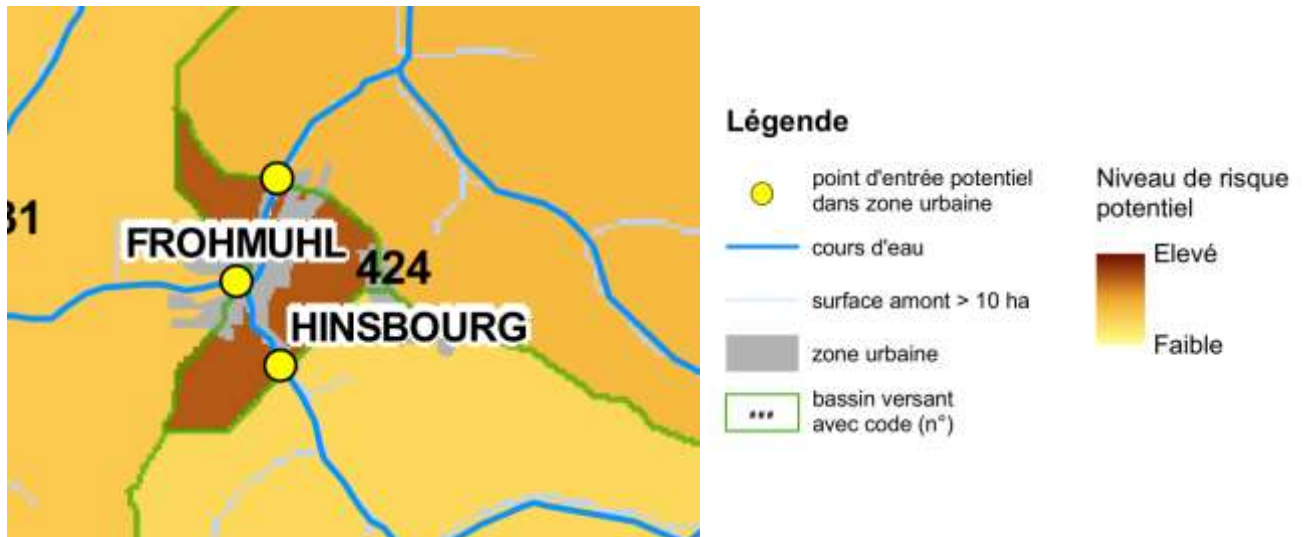 31
FROHMUHL
424
HINSBOURG
Légende
point d'entrée potentiel
dans zone urbaine
cours d'eau
surface amont > 10 ha
zone urbaine
###
bassin versant
avec code (n°)
Niveau de risque
potentiel
Elevé
Faible